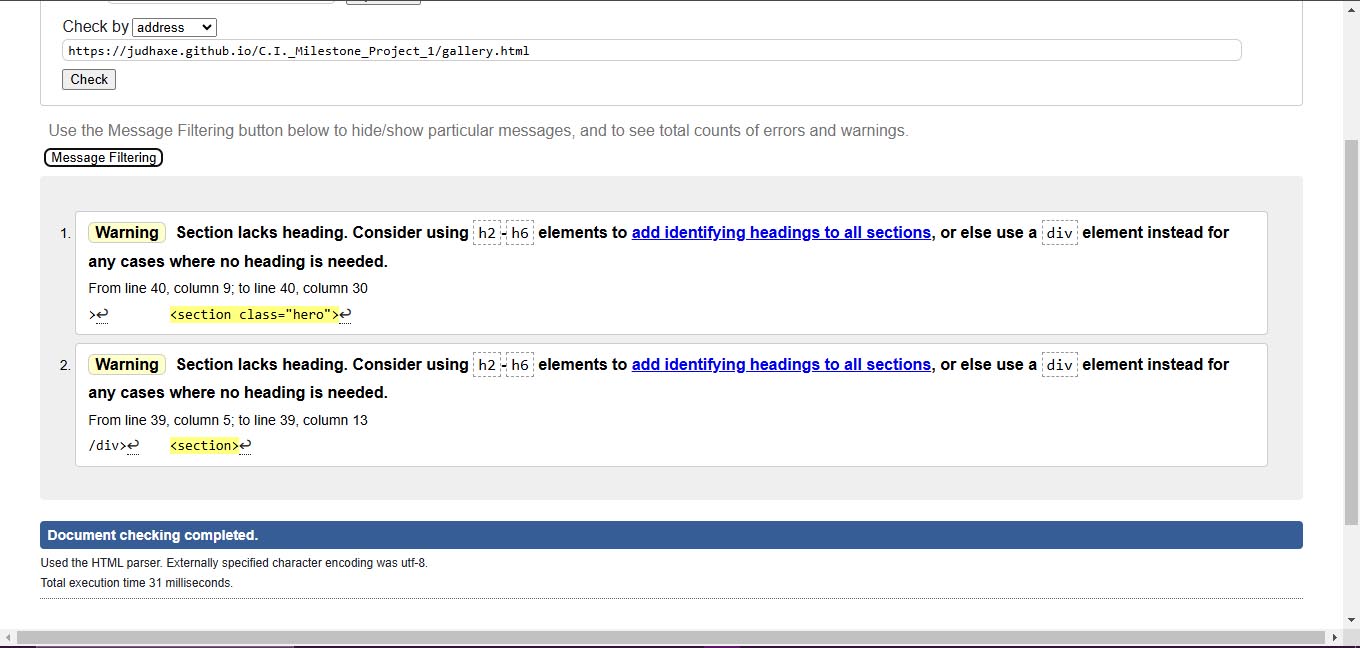 Check by address
https://judhaxe.github.io/C.I._Milestone_Project_1/gallery.html
Check
Use the Message Filtering button below to hide/show particular messages, and to see total counts of errors and warnings.
Message Filtering
1. Warning Section lacks heading. Consider using h2-h6 elements to add identifying headings to all sections, or else use a div element instead for
any cases where no heading is needed.
From line 40, column 9; to line 40, column 30
>↩ <section class="hero">↩
2. Warning Section lacks heading. Consider using h2-h6 elements to add identifying headings to all sections, or else use a div element instead for
any cases where no heading is needed.
From line 39, column 5; to line 39, column 13
/div>↩ <section>↩
Document checking completed.
Used the HTML parser. Externally specified character encoding was utf-8.
Total execution time 31 milliseconds.